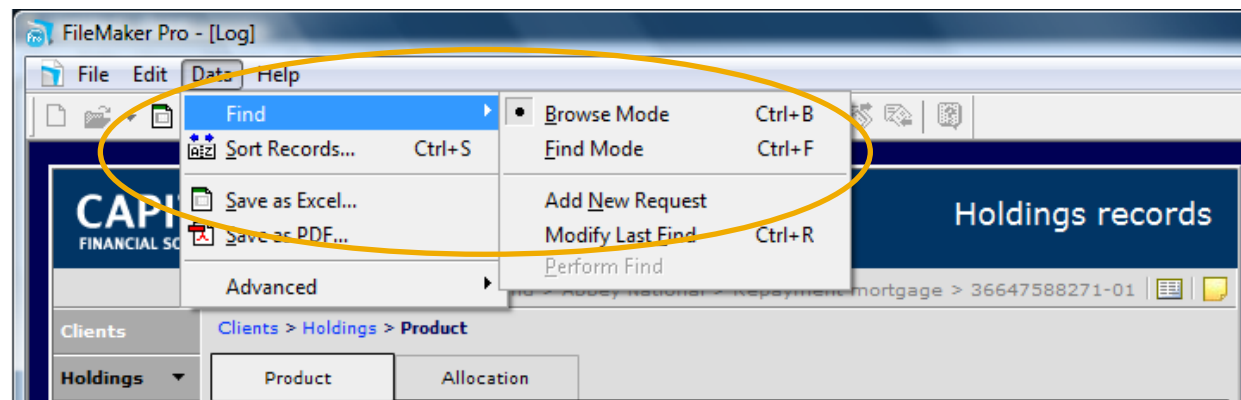 FileMaker Pro - [Log]
File Edit Data Help
Find
Sort Records... Ctrl+S
Save as Excel...
Save as PDF...
Advanced
Browse Mode Ctrl+B
Find Mode Ctrl+F
Add New Request
Modify Last Find Ctrl+R
Perform Find
CAPI
FINANCIAL SO
Holdings records
> Abbey National > Repayment mortgage > 36647588271-01
Clients
Clients > Holdings > Product
Holdings
Product Allocation